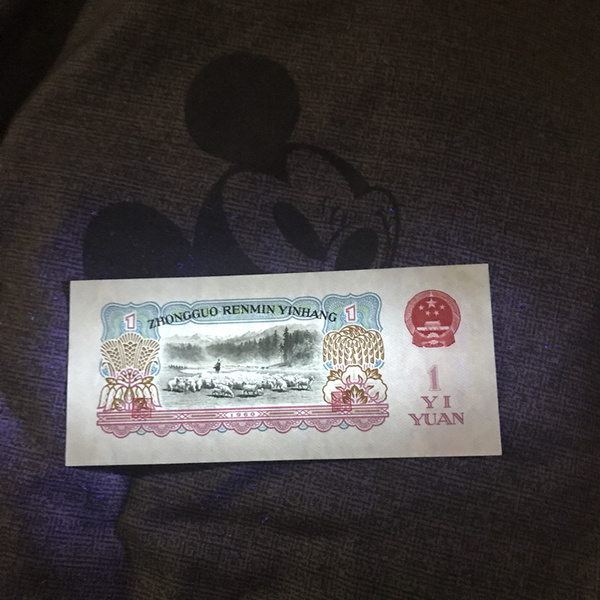 1 1
ZHONGGUO RENMIN YINHANG
1960
1
YI
YUAN